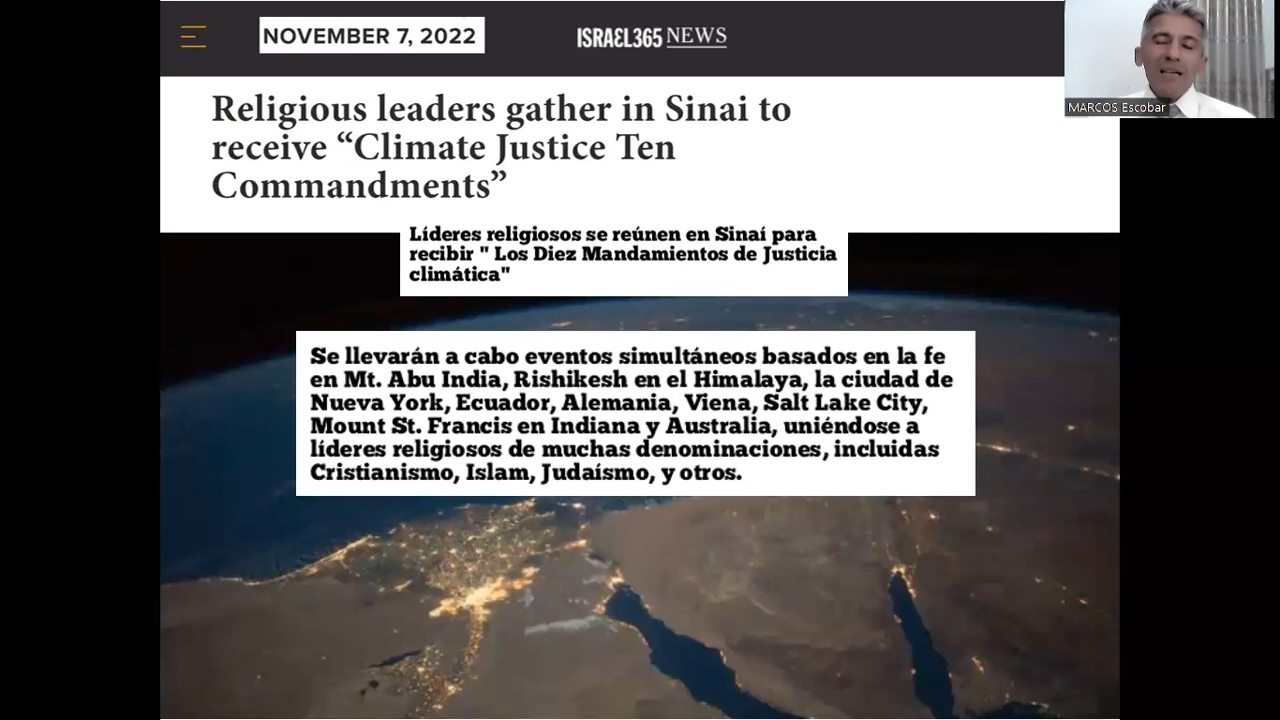 NOVEMBER 7, 2022
ISRAEL365 NEWS
MARCOS Escobar
Religious leaders gather in Sinai to
receive “Climate Justice Ten
Commandments”
Líderes religiosos se reúnen en Sinaí para
recibir " Los Diez Mandamientos de Justicia
climática"
Se llevarán a cabo eventos simultáneos basados en la fe
en Mt. Abu India, Rishikesh en el Himalaya, la ciudad de
Nueva York, Ecuador, Alemania, Viena, Salt Lake City,
Mount St. Francis en Indiana y Australia, uniéndose a
líderes religiosos de muchas denominaciones, incluidas
Cristianismo, Islam, Judaísmo, y otros.